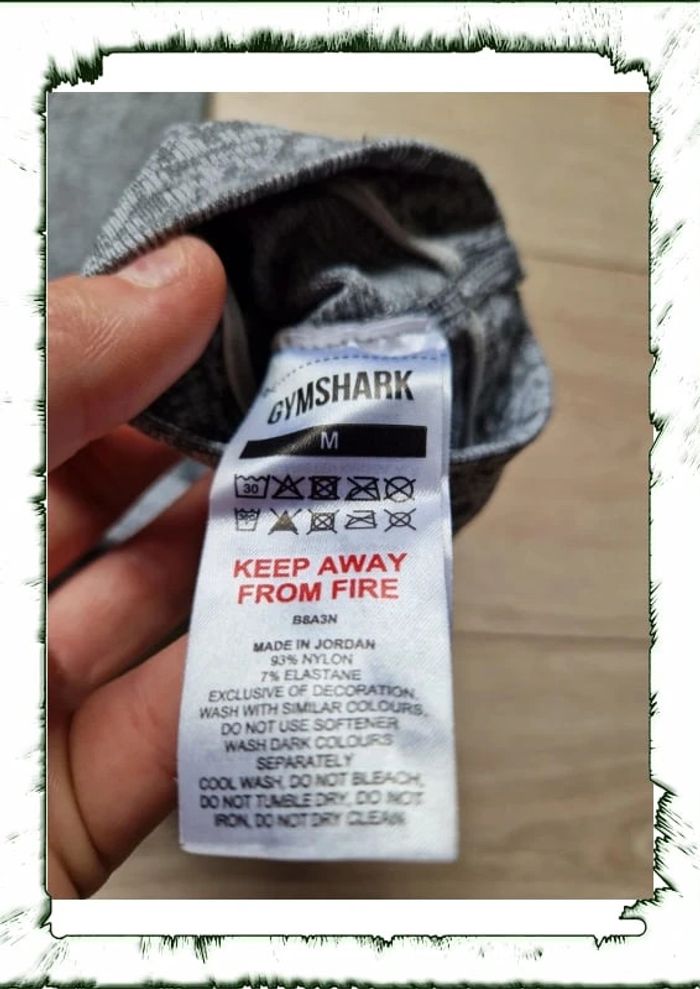 GYMSHARK
M
30
KEEP AWAY
FROM FIRE
B8A3N
MADE IN JORDAN
93% NYLON
7% ELASTANE
EXCLUSIVE OF DECORATION.
WASH WITH SIMILAR COLOURS,
DO NOT USE SOFTENER
WASH DARK COLOURS
SEPARATELY
COOL WASH, DO NOT BLEACH,
DO NOT TUMBLE DRY, DO NOT
IRON, DO NOT DRY CLEAN